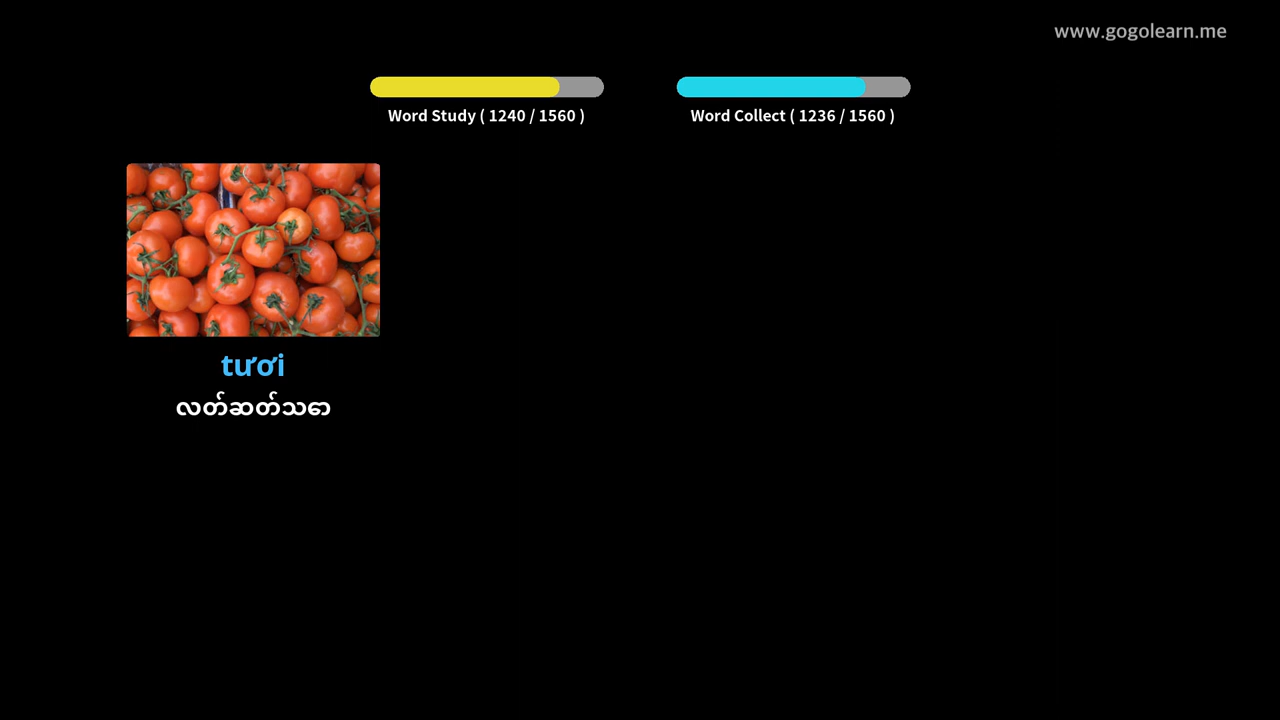 www.gogolearn.me
Word Study ( 1240 / 1560 )
Word Collect ( 1236 / 1560 )
tươi
လတ်ဆတ်သော